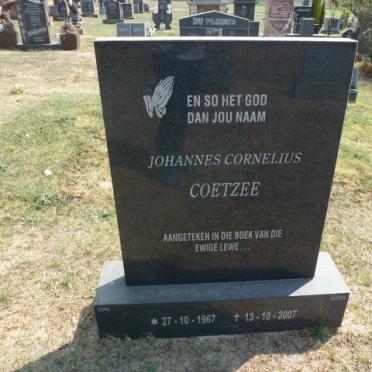 DU PLESSIS
EN SO HET GOD
DAN JOU NAAM
JOHANNES CORNELIUS
COETZEE
AANGETEKEN IN DIE BOEK VAN DIE
EWIGE LEWE...
* 27 - 10 - 1967 ✝ 13 - 10 - 2007